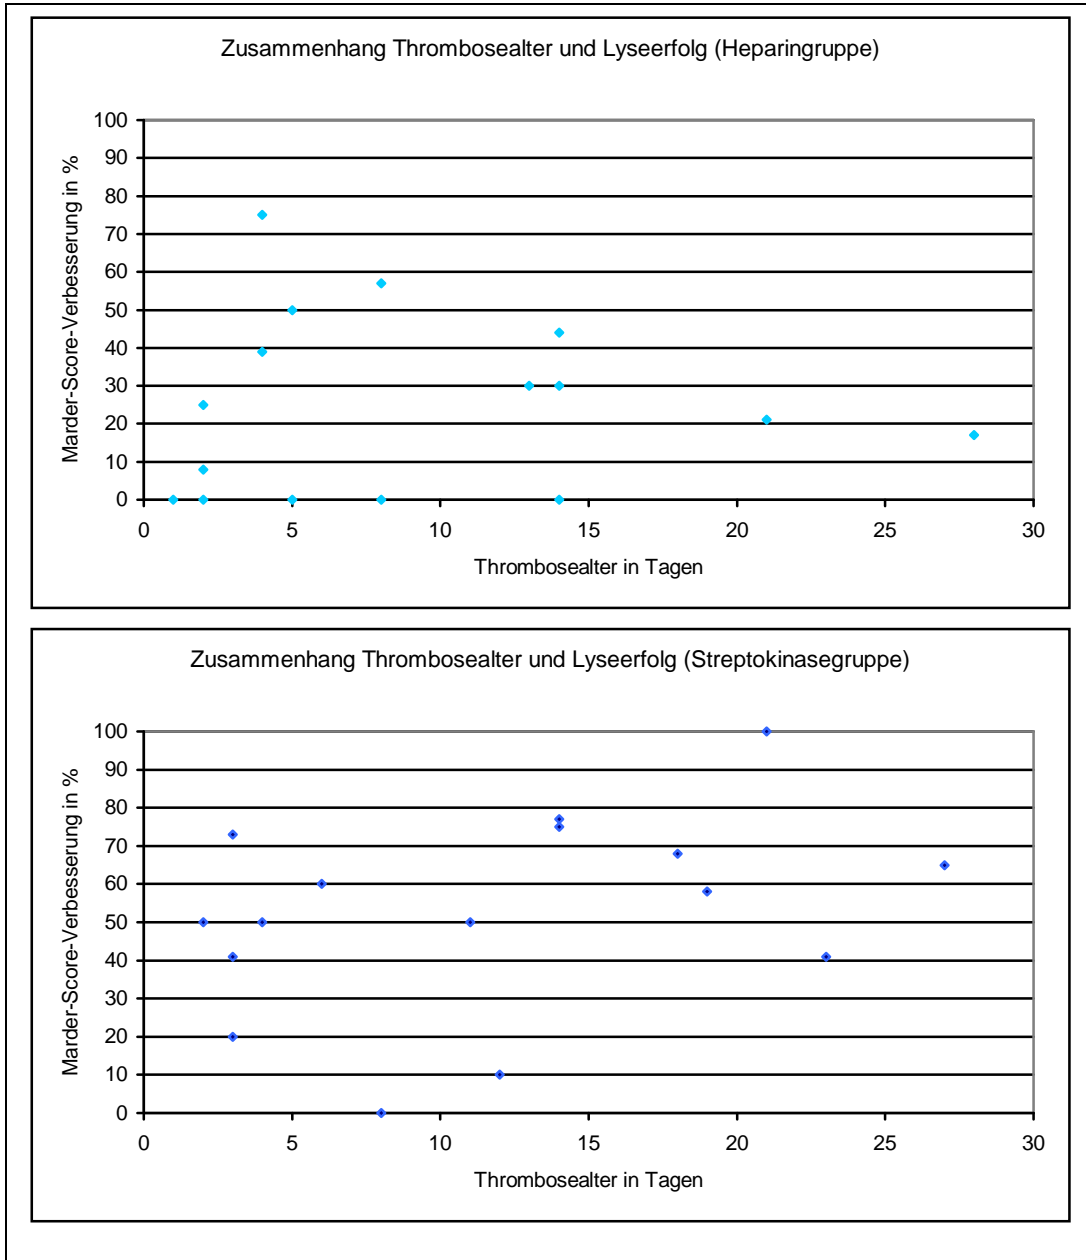 Zusammenhang Thrombosealter und Lyseerfolg (Heparingruppe)
Marder-Score-Verbesserung in %
100
90
80
70
60
50
40
30
20
10
0
0 5 10 15 20 25 30
Thrombosealter in Tagen
Zusammenhang Thrombosealter und Lyseerfolg (Streptokinasegruppe)
Marder-Score-Verbesserung in %
100
90
80
70
60
50
40
30
20
10
0
0 5 10 15 20 25 30
Thrombosealter in Tagen